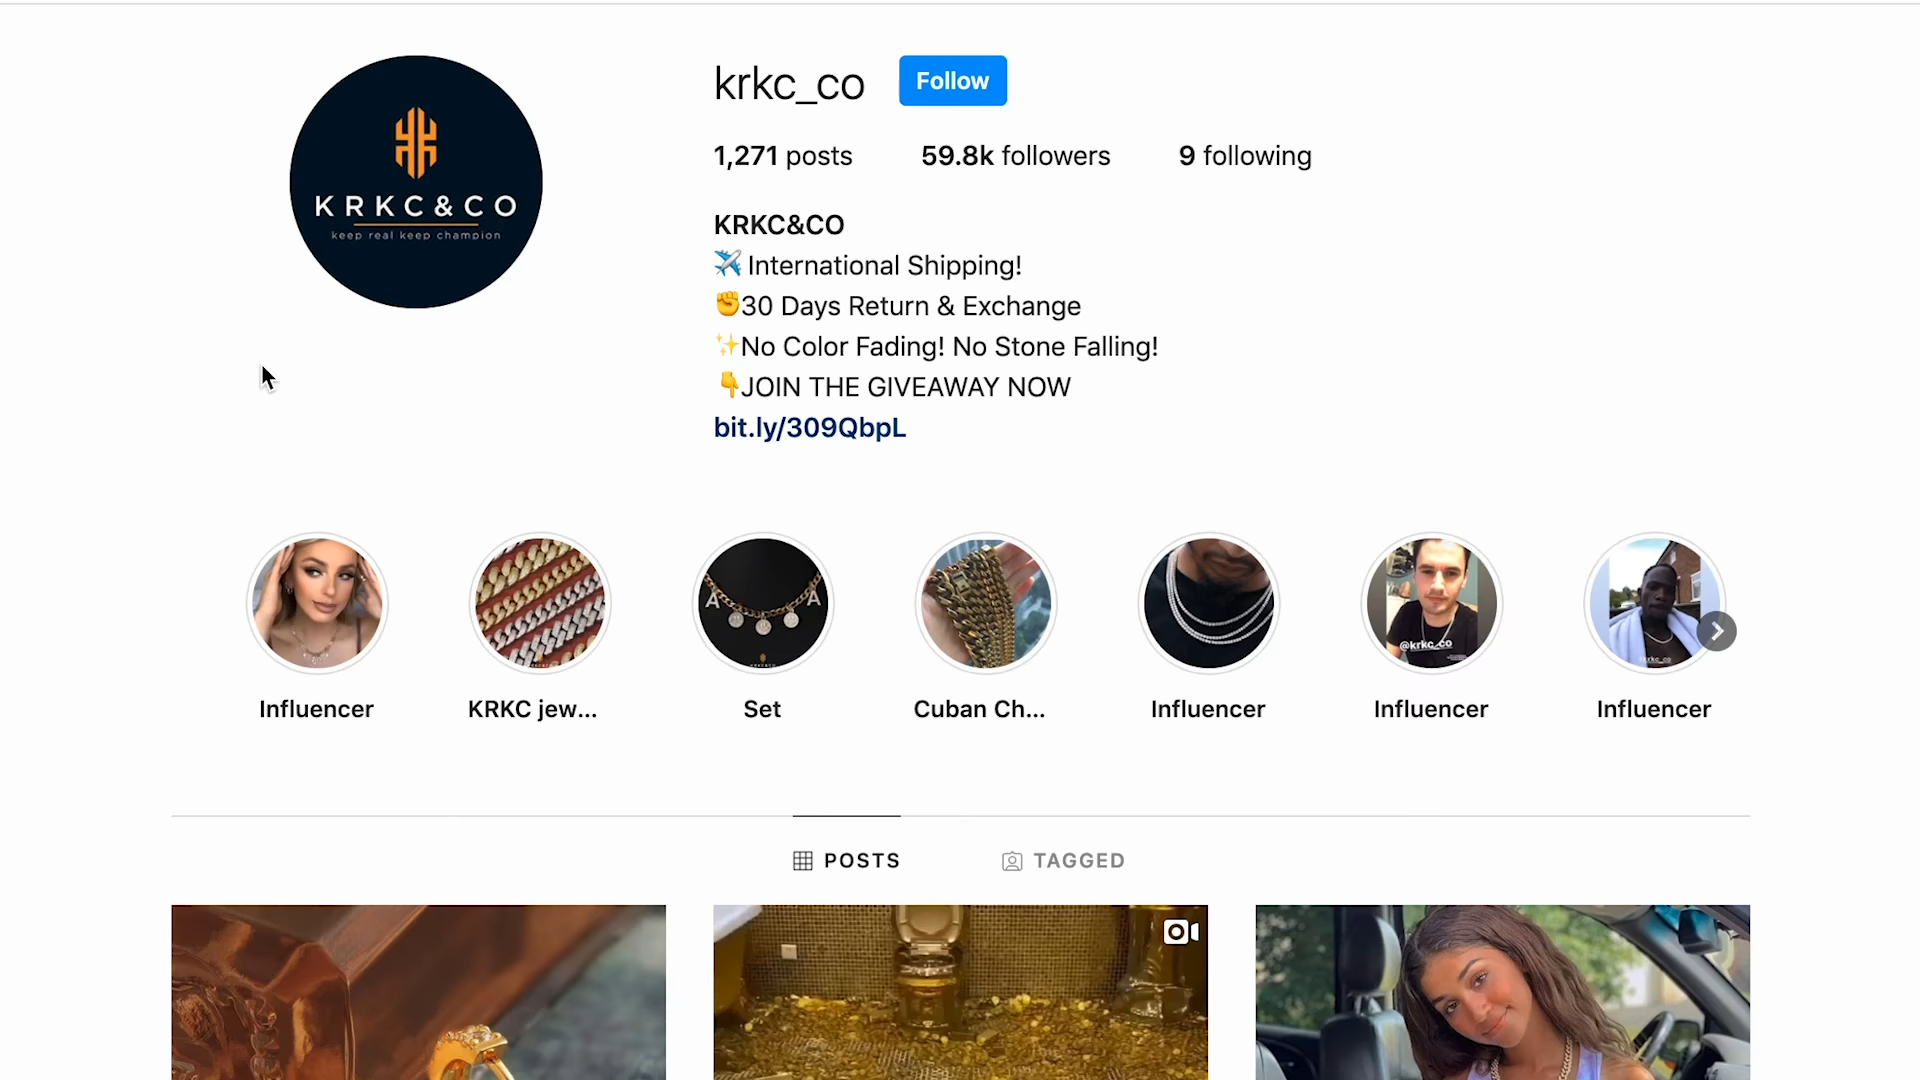 krkc_co
Follow
1,271 posts
59.8k followers
9 following
KRKC&CO
keep real keep champion
KRKC&CO
✈️ International Shipping!
✊30 Days Return & Exchange
✨No Color Fading! No Stone Falling!
👇JOIN THE GIVEAWAY NOW
bit.ly/309QbpL
A
A
@krkc_co
Influencer
KRKC jew...
Set
Cuban Ch...
Influencer
Influencer
Influencer
POSTS
TAGGED